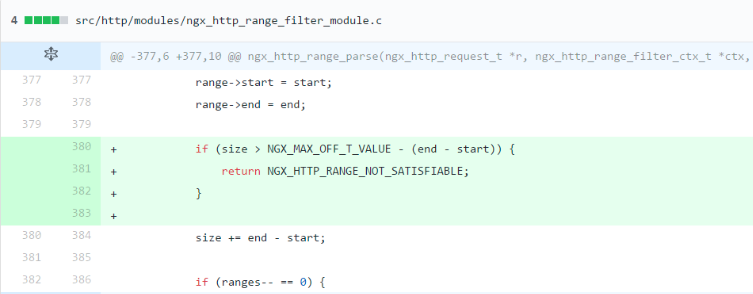 4 src/http/modules/ngx_http_range_filter_module.c
@@ -377,6 +377,10 @@ ngx_http_range_parse(ngx_http_request_t *r, ngx_http_range_filter_ctx_t *ctx,
377 377 range->start = start;
378 378 range->end = end;
379 379
380 + if (size > NGX_MAX_OFF_T_VALUE - (end - start)) {
381 + return NGX_HTTP_RANGE_NOT_SATISFIABLE;
382 + }
383 +
380 384 size += end - start;
381 385
382 386 if (ranges-- == 0) {